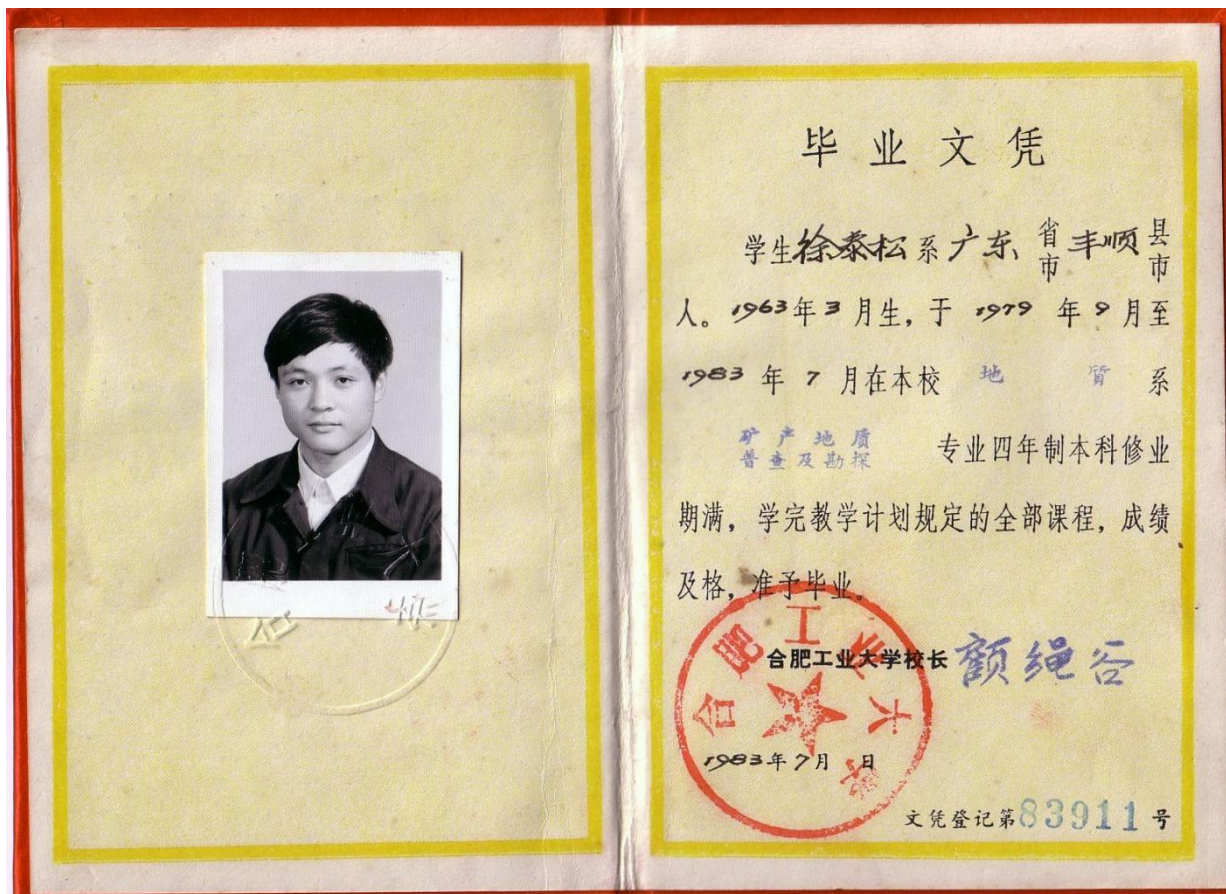 毕业文凭
学生徐泰松系广东省市丰顺县市
人。1963年3月生，于1979年9月至
1983年7月在本校地质系
矿产地质
普查及勘探
专业四年制本科修业
期满，学完教学计划规定的全部课程，成绩
及格，准予毕业。
合肥工业大学
合肥工业大学校长
1983年7月 日
文凭登记第83911号